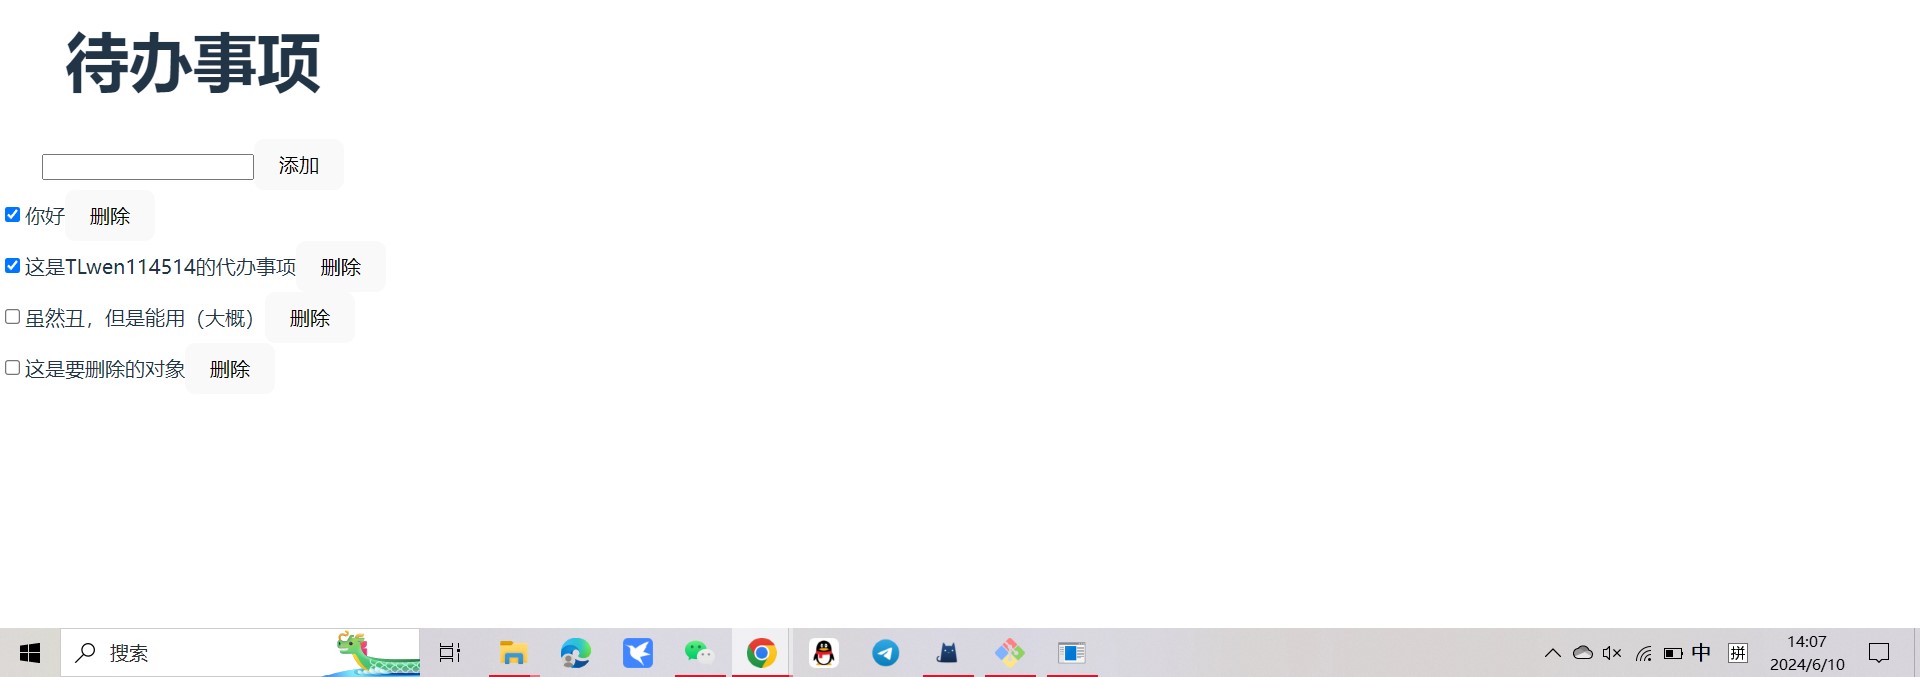 待办事项
添加
你好 删除
这是TLwen114514的代办事项 删除
虽然丑，但是能用（大概） 删除
这是要删除的对象 删除
搜索
中
拼
14:07
2024/6/10